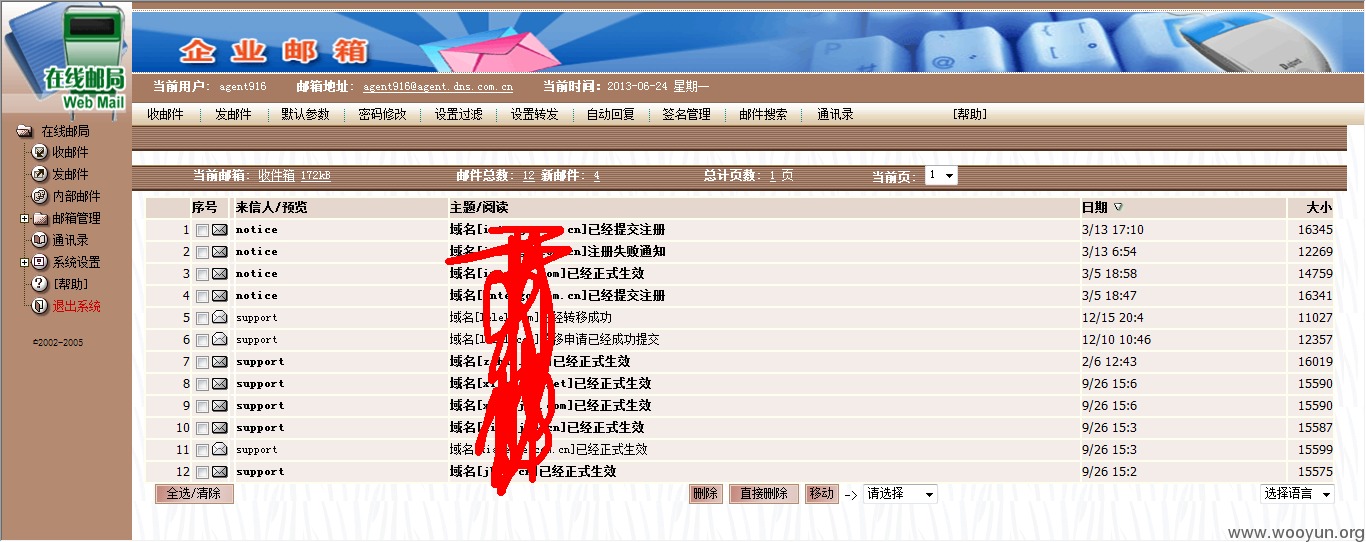 企业邮箱
在线邮局
Web Mail
当前用户: agent916 邮箱地址: agent916@agent.dns.com.cn 当前时间: 2013-06-24 星期一
收邮件 发邮件 默认参数 密码修改 设置过滤 设置转发 自动回复 签名管理 邮件搜索 通讯录 [帮助]
在线邮局
收邮件
发邮件
内部邮件
邮箱管理
通讯录
系统设置
[帮助]
退出系统
©2002-2005
当前邮箱: 收件箱 172kB 邮件总数: 12 新邮件: 4 总计页数: 1 页 当前页: 1
序号 来信人/预览 主题/阅读 日期 大小
1 notice 域名[ cn]已经提交注册 3/13 17:10 16345
2 notice 域名[ cn]注册失败通知 3/13 6:54 12269
3 notice 域名[ com]已经正式生效 3/5 18:58 14759
4 notice 域名[ cn]已经提交注册 3/5 18:47 16341
5 support 域名[ 转移成功 12/15 20:4 11027
6 support 域名[ 申请已经成功提交 12/10 10:46 12357
7 support 域名[ 已经正式生效 2/6 12:43 16019
8 support 域名[ et]已经正式生效 9/26 15:6 15590
9 support 域名[ com]已经正式生效 9/26 15:6 15590
10 support 域名[ cn]已经正式生效 9/26 15:3 15587
11 support 域名[ cn]已经正式生效 9/26 15:3 15599
12 support 域名[ cn]已经正式生效 9/26 15:2 15575
全选/清除 删除 直接删除 移动 -> 请选择 选择语言
www.wooyun.org